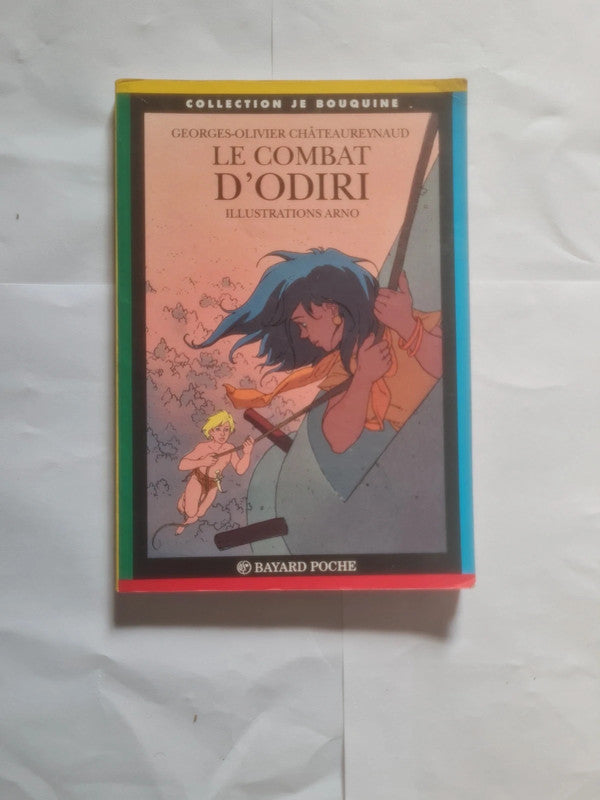 COLLECTION JE BOUQUINE
GEORGES-OLIVIER CHÂTEAUREYNAUD
LE COMBAT
D'ODIRI
ILLUSTRATIONS ARNO
BAYARD POCHE